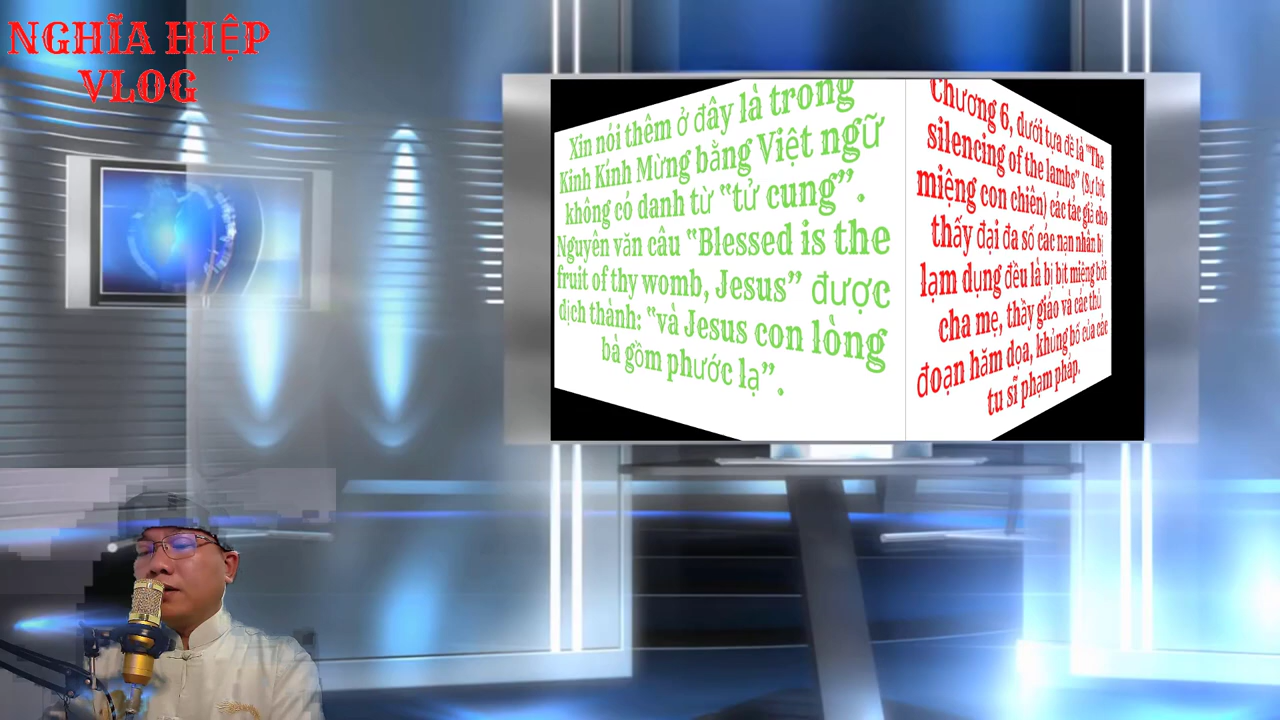 NGHĨA HIỆP
VLOG
Xin nói thêm ở đây là trong
Kinh Kính Mừng bằng Việt ngữ
không có danh từ “tử cung”.
Nguyên văn câu “Blessed is the
fruit of thy womb, Jesus” được
dịch thành: “và Jesus con lòng
bà gồm phước lạ”.
Chương 6, dưới tựa đề là "The
silencing of the lambs” (Sự bịt
miệng con chiên) các tác giả cho
thấy đại đa số các nạn nhân bị
lạm dụng đều là bị bịt miệng bởi
cha mẹ, thầy giáo và các thủ
đoạn hăm dọa, khủng bố của các
tu sĩ phạm pháp.